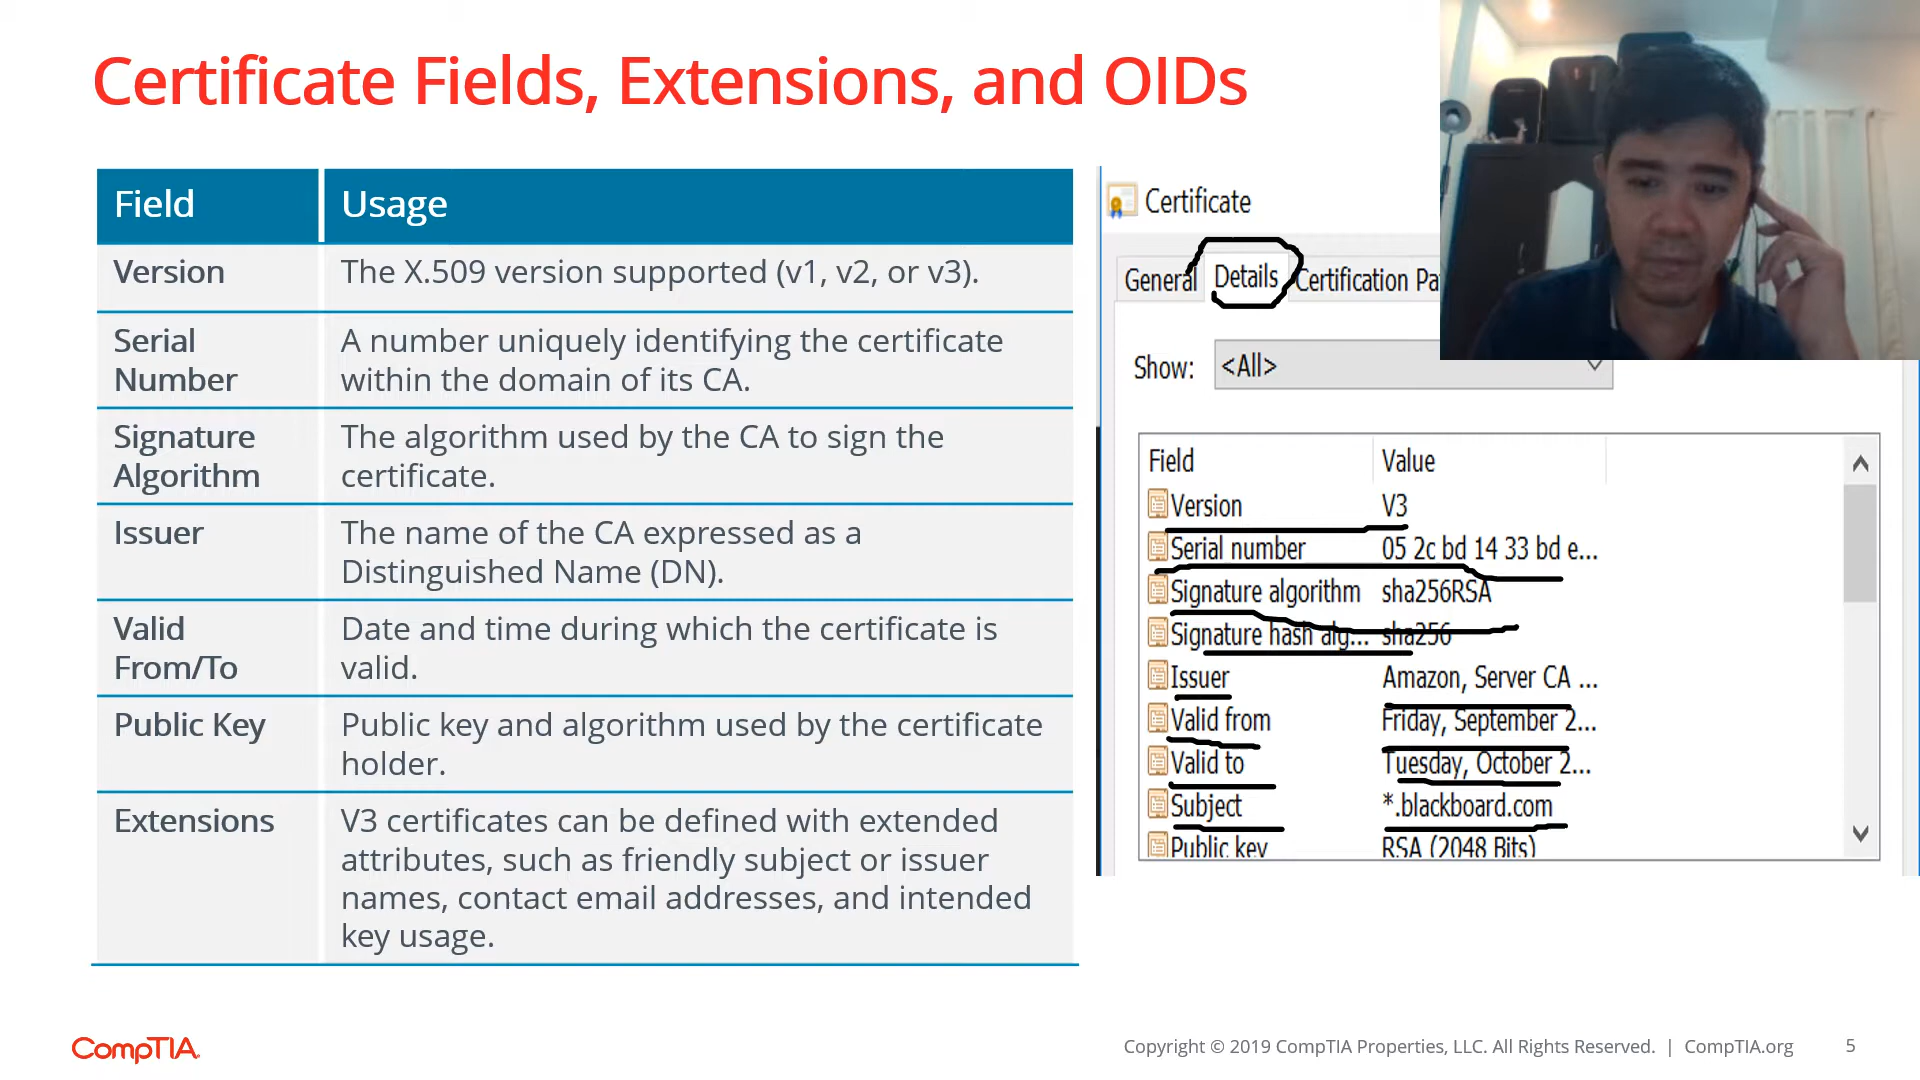 Certificate Fields, Extensions, and OIDs
Field Usage
Version The X.509 version supported (v1, v2, or v3).
Serial A number uniquely identifying the certificate
Number within the domain of its CA.
Signature The algorithm used by the CA to sign the
Algorithm certificate.
Issuer The name of the CA expressed as a
Distinguished Name (DN).
Valid Date and time during which the certificate is
From/To valid.
Public Key Public key and algorithm used by the certificate
holder.
Extensions V3 certificates can be defined with extended
attributes, such as friendly subject or issuer
names, contact email addresses, and intended
key usage.
Certificate
General Details Certification Pa
Show: <All>
Field Value
Version V3
Serial number 05 2c bd 14 33 bd e...
Signature algorithm sha256RSA
Signature hash alg... sha256
Issuer Amazon, Server CA ...
Valid from Friday, September 2...
Valid to Tuesday, October 2...
Subject *.blackboard.com
Public key RSA (2048 Bits)
CompTIA.
Copyright © 2019 CompTIA Properties, LLC. All Rights Reserved. | CompTIA.org 5